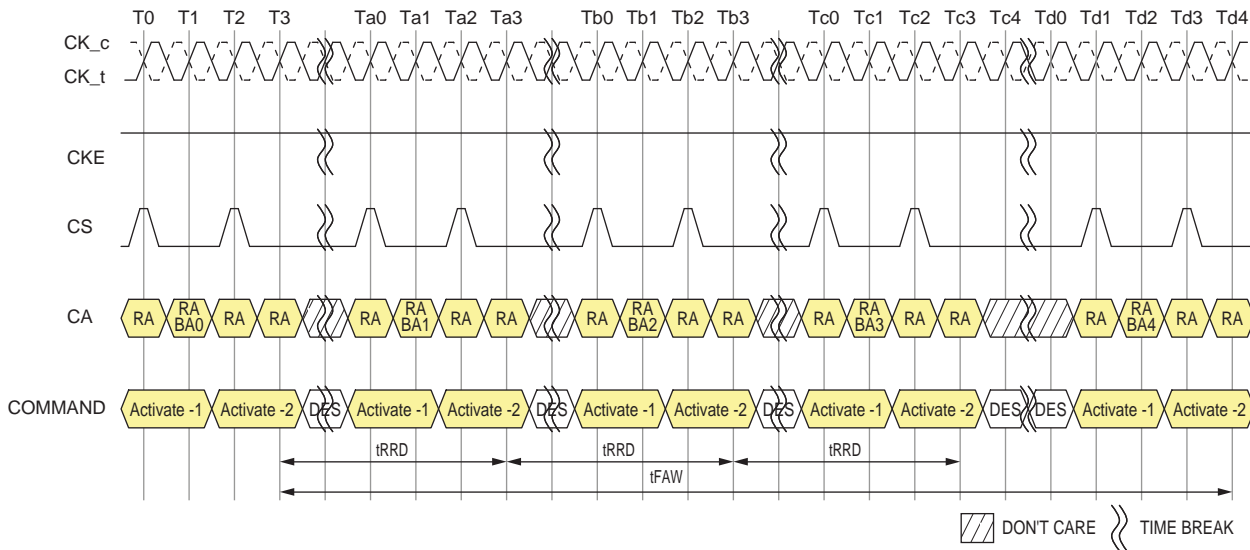 T0 T1 T2 T3 Ta0 Ta1 Ta2 Ta3 Tb0 Tb1 Tb2 Tb3 Tc0 Tc1 Tc2 Tc3 Tc4 Td0 Td1 Td2 Td3 Td4
CK_c
CK_t
CKE
CS
CA RA RA BA0 RA RA RA RA BA1 RA RA RA RA BA2 RA RA RA RA BA3 RA RA RA RA BA4 RA RA
COMMAND Activate -1 Activate -2 DES Activate -1 Activate -2 DES Activate -1 Activate -2 DES Activate -1 Activate -2 DES DES Activate -1 Activate -2
tRRD tRRD tRRD
tFAW
DON'T CARE TIME BREAK